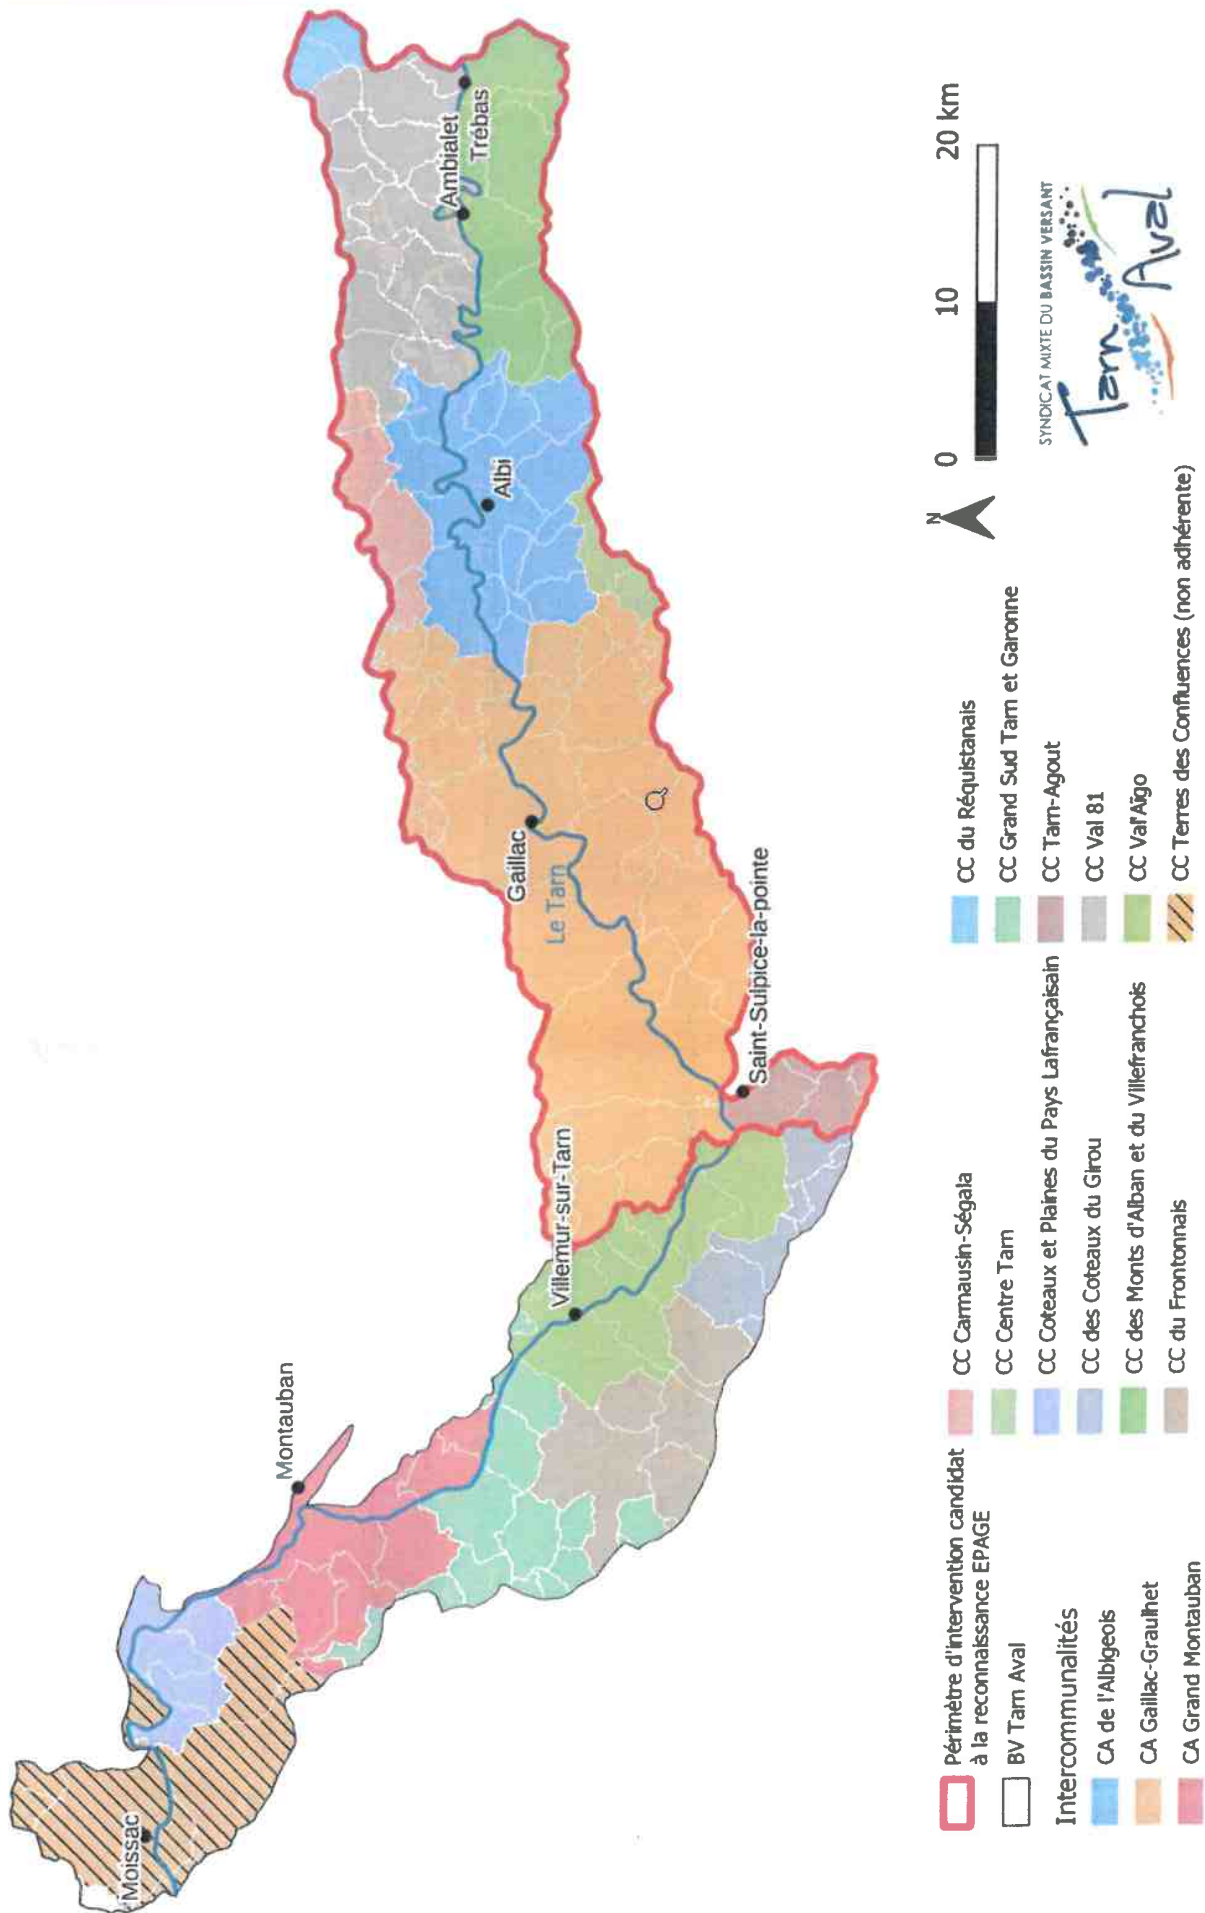 Moissac
Montauban
Villemur-sur-Tarn
Saint-Sulpice-la-pointe
Gaillac
Le Tarn
Albi
Ambialet
Trébas
Périmètre d'intervention candidat
à la reconnaissance EPAGE
BV Tarn Aval
Intercommunalités
CA de l'Albigeois
CA Gaillac-Graulhet
CA Grand Montauban
CC Carmausin-Ségala
CC Centre Tarn
CC Coteaux et Plaines du Pays Lafrançaisain
CC des Coteaux du Girou
CC des Monts d'Alban et du Villefranchois
CC du Frontonnais
CC du Réquistanais
CC Grand Sud Tarn et Garonne
CC Tarn-Agout
CC Val 81
CC Val'Aïgo
CC Terres des Confluences (non adhérente)
N
0 10 20 km
SYNDICAT MIXTE DU BASSIN VERSANT
Tarn
Aval